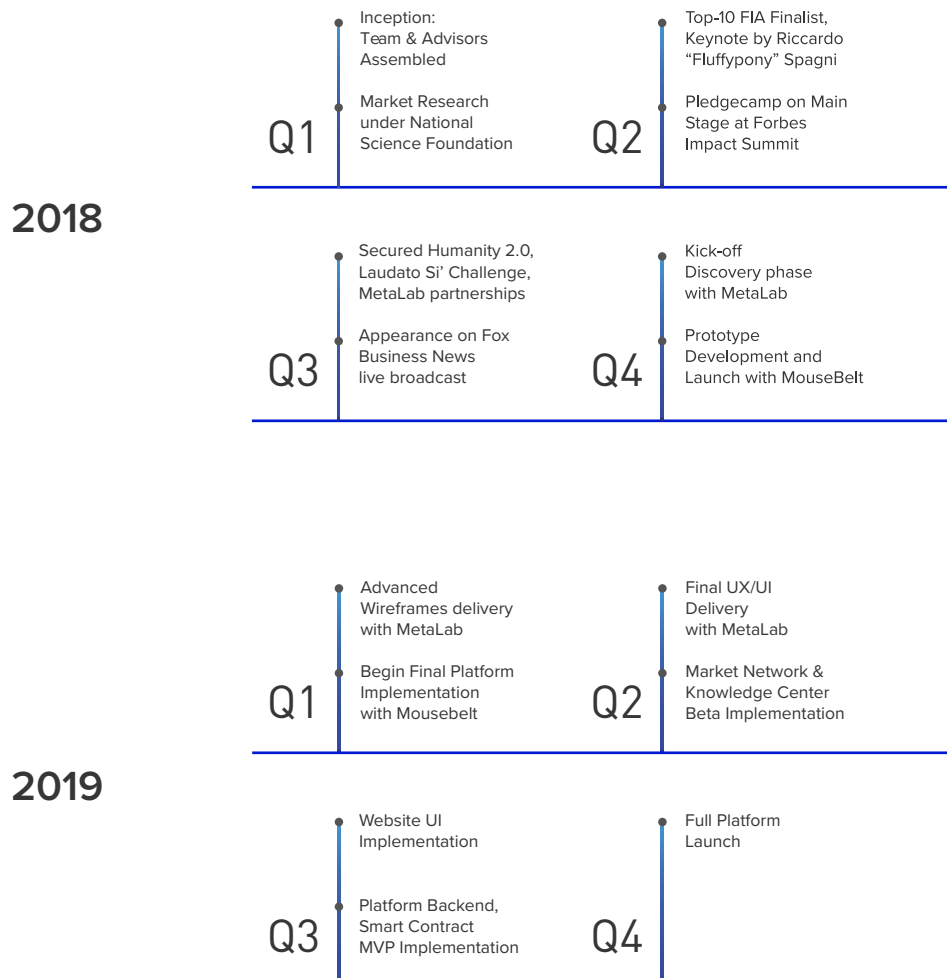 2018
Q1
Inception:
Team & Advisors
Assembled
Market Research
under National
Science Foundation
Q2
Top-10 FIA Finalist,
Keynote by Riccardo
“Fluffypony” Spagni
Pledgecamp on Main
Stage at Forbes
Impact Summit
Q3
Secured Humanity 2.0,
Laudato Si’ Challenge,
MetaLab partnerships
Appearance on Fox
Business News
live broadcast
Q4
Kick-off
Discovery phase
with MetaLab
Prototype
Development and
Launch with MouseBelt
2019
Q1
Advanced
Wireframes delivery
with MetaLab
Begin Final Platform
Implementation
with Mousebelt
Q2
Final UX/UI
Delivery
with MetaLab
Market Network &
Knowledge Center
Beta Implementation
Q3
Website UI
Implementation
Platform Backend,
Smart Contract
MVP Implementation
Q4
Full Platform
Launch